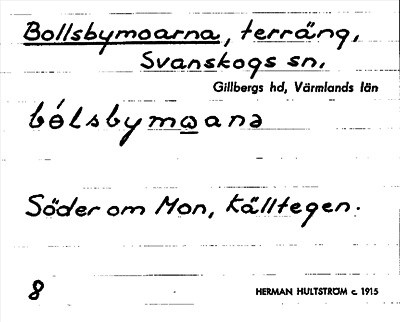 Bollsbymoarna, terräng,
Svanskogs sn.
Gillbergs hd, Värmlands län
bólsbymωanə
Söder om Mon, Källtegen.
8
HERMAN HULTSTRÖM c. 1915